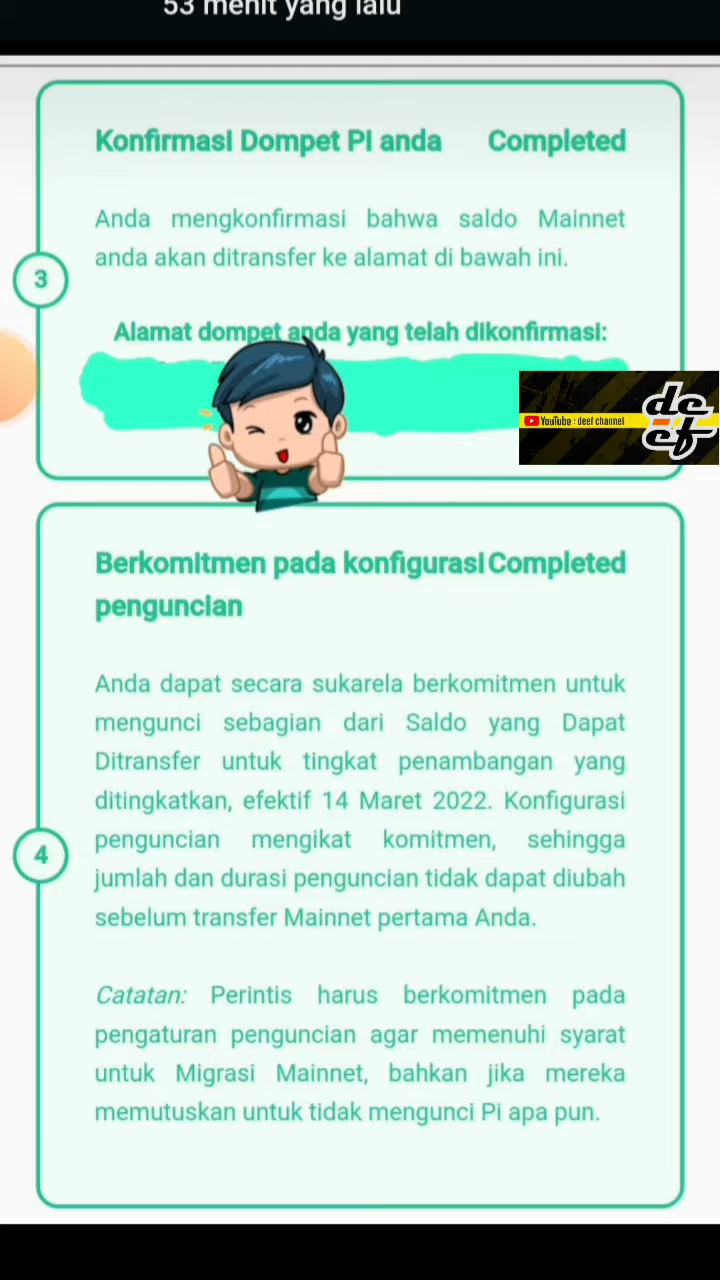 53 menit yang lalu
Konfirmasi Dompet Pi anda Completed
Anda mengkonfirmasi bahwa saldo Mainnet
anda akan ditransfer ke alamat di bawah ini.
3
Alamat dompet anda yang telah dikonfirmasi:
YouTube : deef channel
de
ef
Berkomitmen pada konfigurasi Completed
penguncian
Anda dapat secara sukarela berkomitmen untuk
mengunci sebagian dari Saldo yang Dapat
Ditransfer untuk tingkat penambangan yang
ditingkatkan, efektif 14 Maret 2022. Konfigurasi
penguncian mengikat komitmen, sehingga
4
jumlah dan durasi penguncian tidak dapat diubah
sebelum transfer Mainnet pertama Anda.
Catatan: Perintis harus berkomitmen pada
pengaturan penguncian agar memenuhi syarat
untuk Migrasi Mainnet, bahkan jika mereka
memutuskan untuk tidak mengunci Pi apa pun.